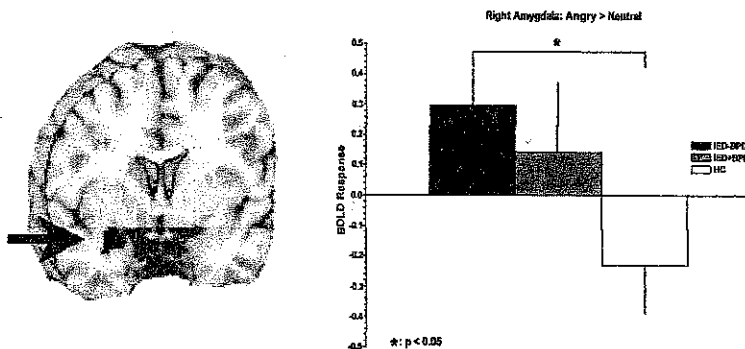 Right Amygdala: Angry > Neutral
*
0.5
0.4
0.3
0.2
0.1
0.0
-0.1
-0.2
-0.3
-0.4
-0.5
BOLD Response
IED-BPD
IED+BPD
HC
*: p < 0.05